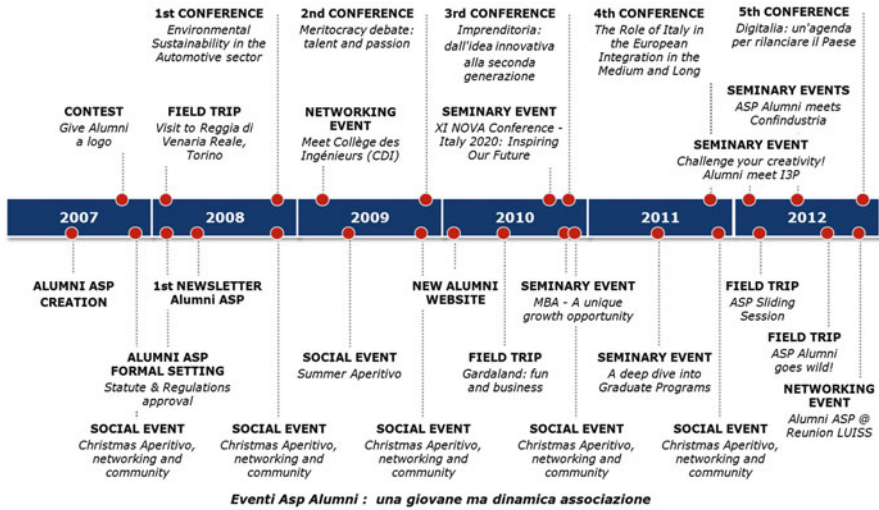 1st CONFERENCE
Environmental
Sustainability in the
Automotive sector
2nd CONFERENCE
Meritocracy debate:
talent and passion
3rd CONFERENCE
Imprenditoria:
dall'idea innovativa
alla seconda
generazione
4th CONFERENCE
The Role of Italy in
the European
Integration in the
Medium and Long
5th CONFERENCE
Digitalia: un'agenda
per rilanciare il Paese
CONTEST
Give Alumni
a logo
FIELD TRIP
Visit to Reggia di
Venaria Reale,
Torino
NETWORKING
EVENT
Meet Collège des
Ingénieurs (CDI)
SEMINARY EVENT
XI NOVA Conference -
Italy 2020: Inspiring
Our Future
SEMINARY EVENTS
ASP Alumni meets
Confindustria
SEMINARY EVENT
Challenge your creativity!
Alumni meet I3P
2007
2008
2009
2010
2011
2012
ALUMNI ASP
CREATION
1st NEWSLETTER
Alumni ASP
NEW ALUMNI
WEBSITE
SEMINARY EVENT
MBA - A unique
growth opportunity
FIELD TRIP
ASP Sliding
Session
ALUMNI ASP
FORMAL SETTING
Statute & Regulations
approval
SOCIAL EVENT
Summer Aperitivo
FIELD TRIP
Gardaland: fun
and business
SEMINARY EVENT
A deep dive into
Graduate Programs
FIELD TRIP
ASP Alumni
goes wild!
NETWORKING
EVENT
Alumni ASP @
Reunion LUISS
SOCIAL EVENT
Christmas Aperitivo,
networking and
community
SOCIAL EVENT
Christmas Aperitivo,
networking and
community
SOCIAL EVENT
Christmas Aperitivo,
networking and
community
SOCIAL EVENT
Christmas Aperitivo,
networking and
community
SOCIAL EVENT
Christmas Aperitivo,
networking and
community
Eventi Asp Alumni : una giovane ma dinamica associazione